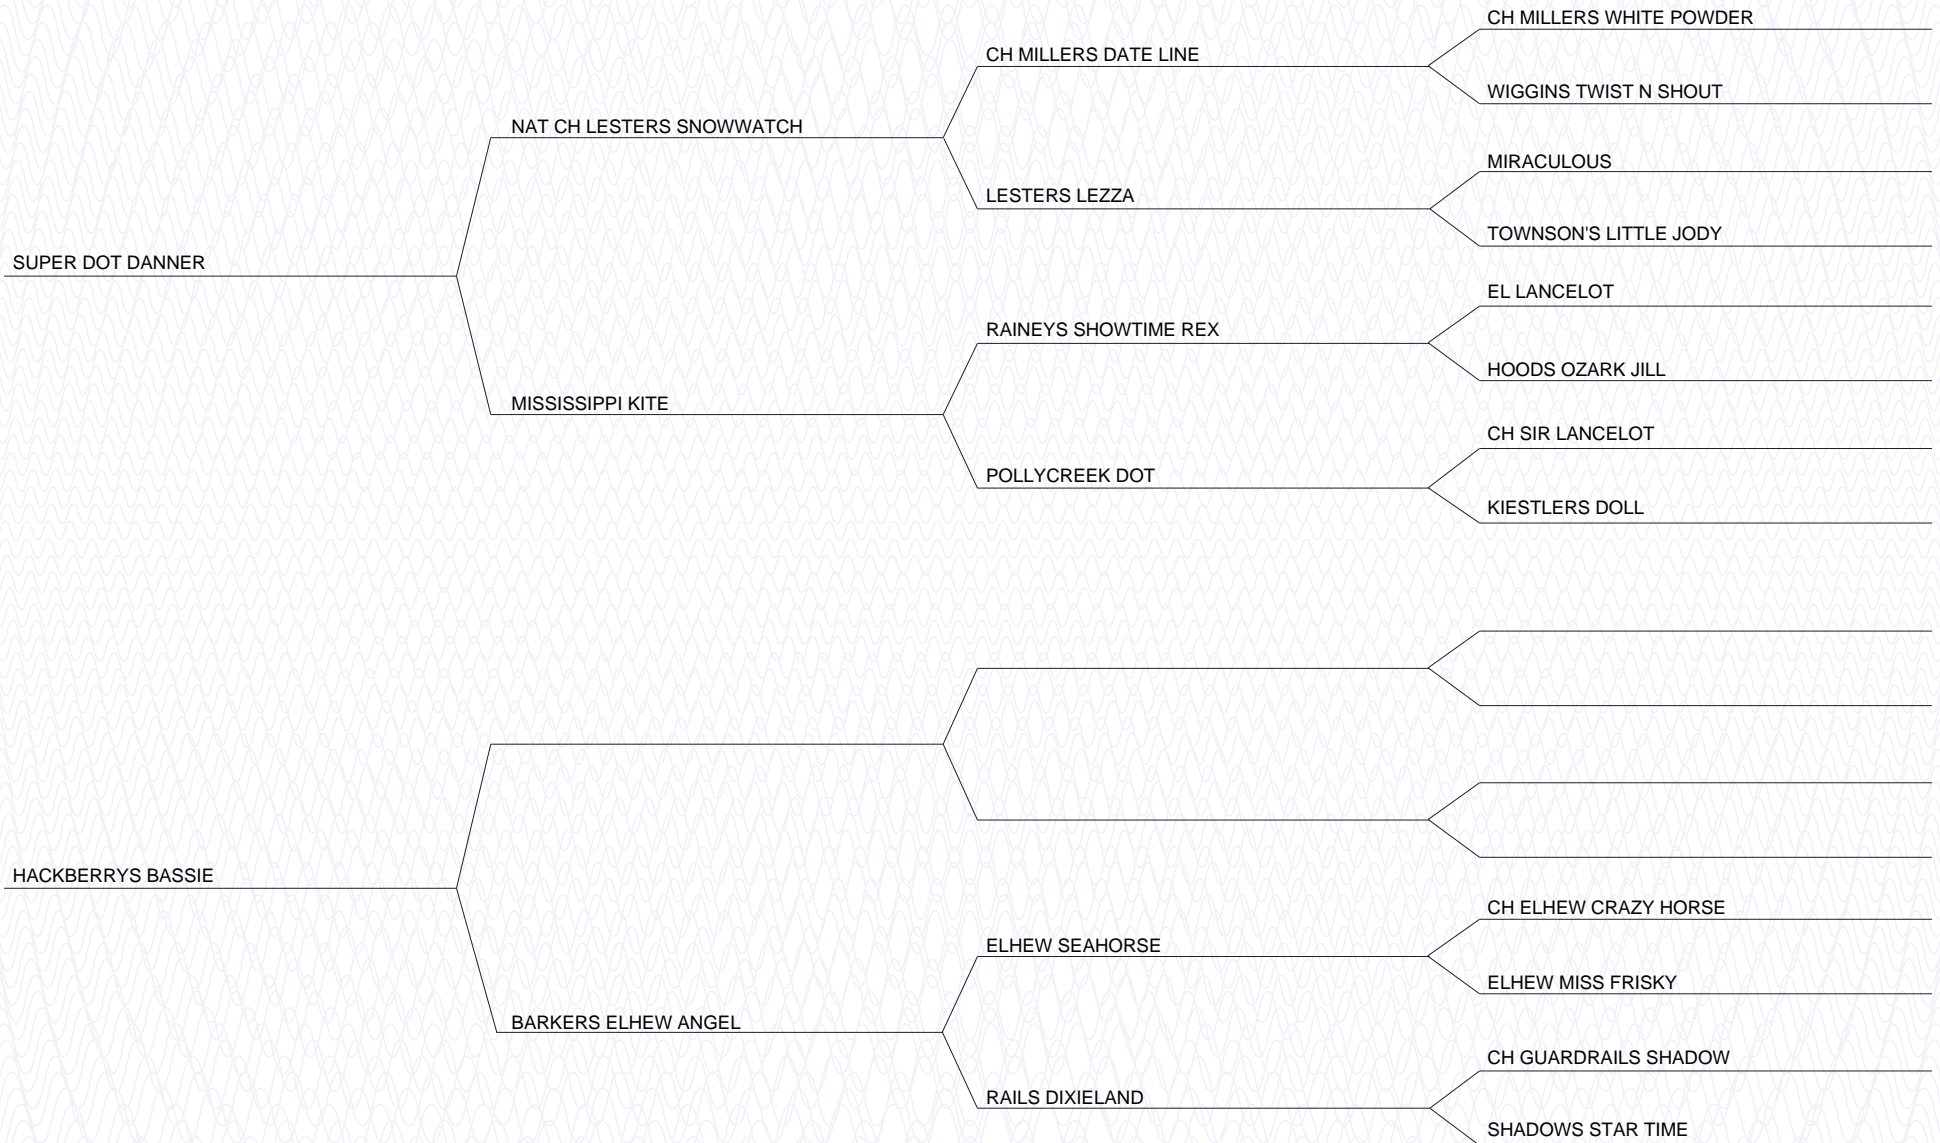 CH MILLERS WHITE POWDER
CH MILLERS DATE LINE
WIGGINS TWIST N SHOUT
NAT CH LESTERS SNOWWATCH
MIRACULOUS
LESTERS LEZZA
TOWNSON'S LITTLE JODY
SUPER DOT DANNER
EL LANCELOT
RAINEYS SHOWTIME REX
HOODS OZARK JILL
MISSISSIPPI KITE
CH SIR LANCELOT
POLLYCREEK DOT
KIESTLERS DOLL
HACKBERRYS BASSIE
CH ELHEW CRAZY HORSE
ELHEW SEAHORSE
ELHEW MISS FRISKY
BARKERS ELHEW ANGEL
CH GUARDRAILS SHADOW
RAILS DIXIELAND
SHADOWS STAR TIME